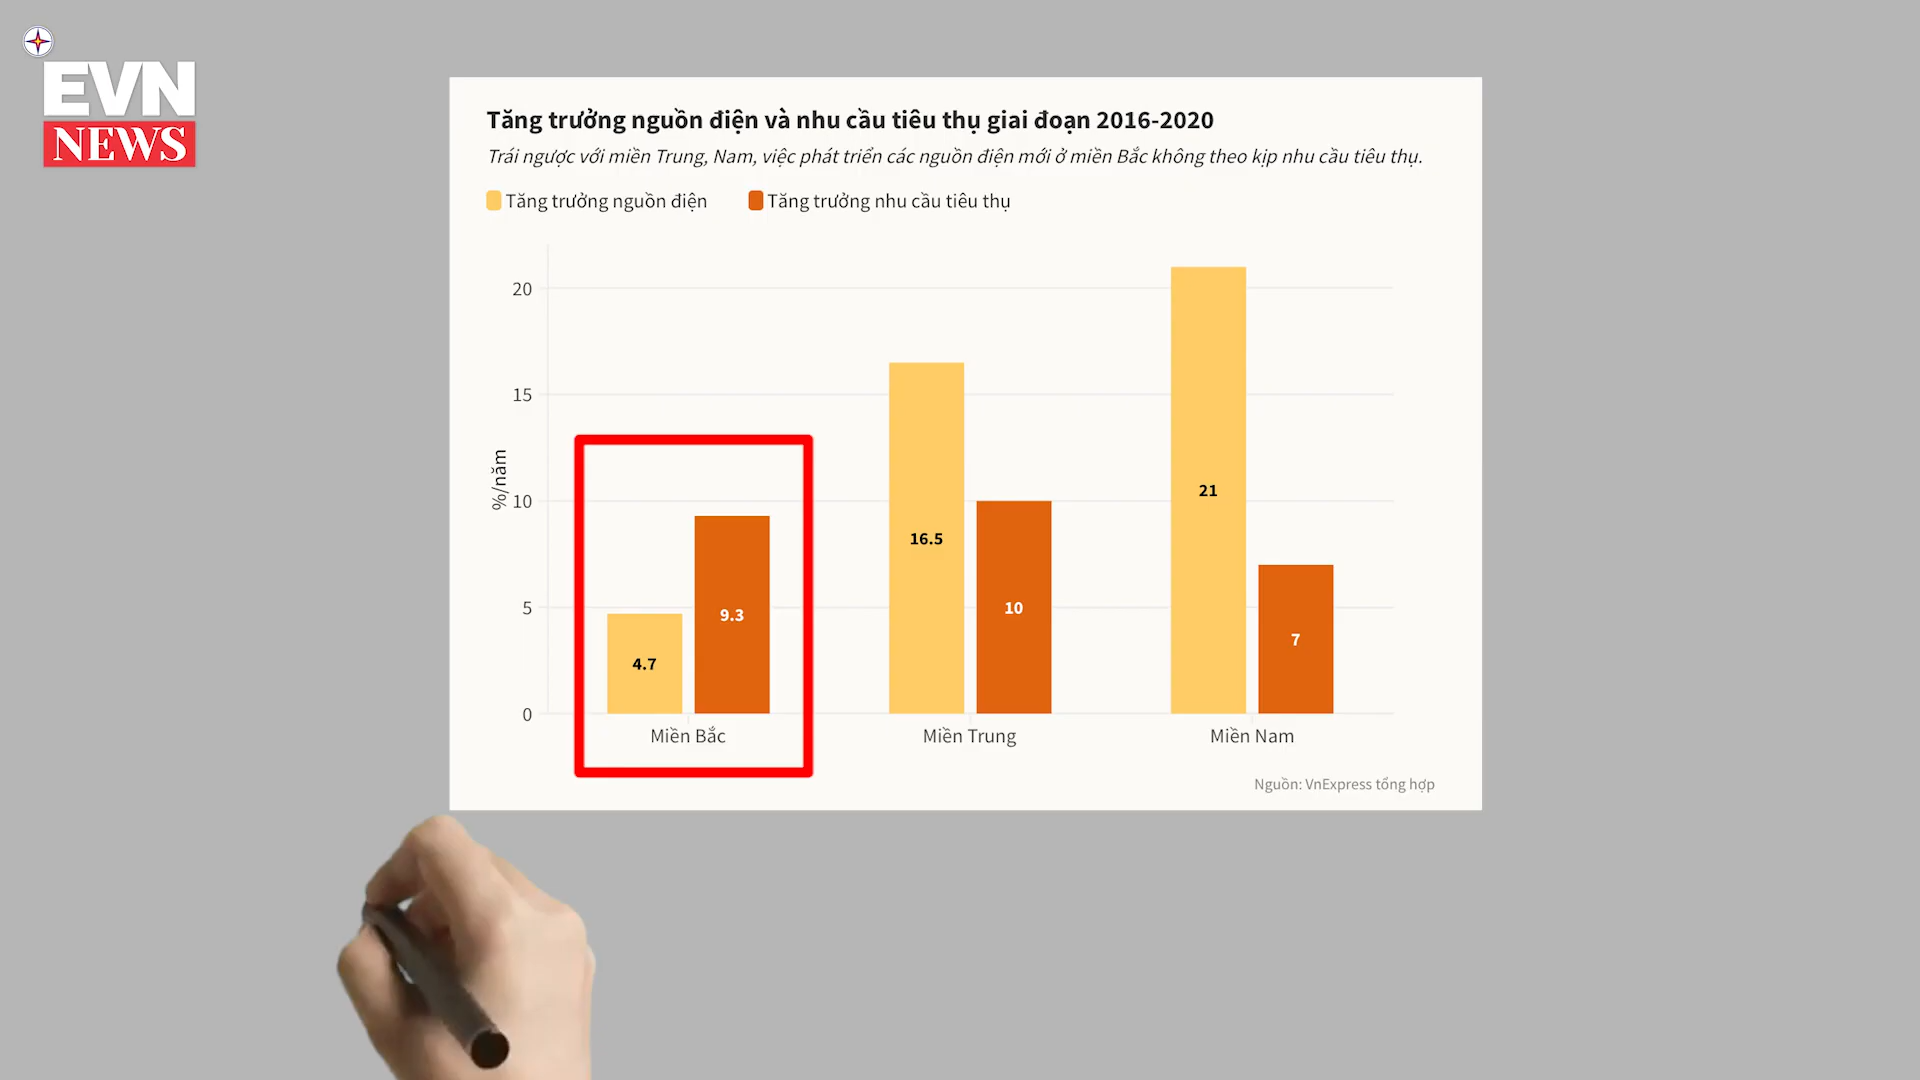 EVN
NEWS
Tăng trưởng nguồn điện và nhu cầu tiêu thụ giai đoạn 2016-2020
Trái ngược với miền Trung, Nam, việc phát triển các nguồn điện mới ở miền Bắc không theo kịp nhu cầu tiêu thụ.
Tăng trưởng nguồn điện
Tăng trưởng nhu cầu tiêu thụ
%/năm
20
15
10
5
0
4.7
9.3
16.5
10
21
7
Miền Bắc
Miền Trung
Miền Nam
Nguồn: VnExpress tổng hợp